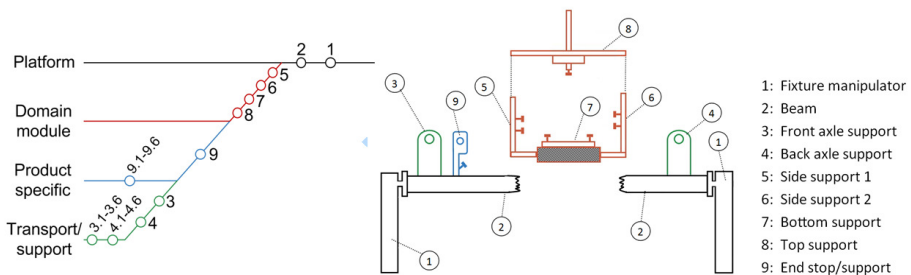 Platform
Domain
module
Product
specific
Transport/
support
2
1
5
6
7
8
9
9.1-9.6
3
4
3.1-3.6
4.1-4.6
8
3
9
5
7
6
4
1
2
2
1
1: Fixture manipulator
2: Beam
3: Front axle support
4: Back axle support
5: Side support 1
6: Side support 2
7: Bottom support
8: Top support
9: End stop/support